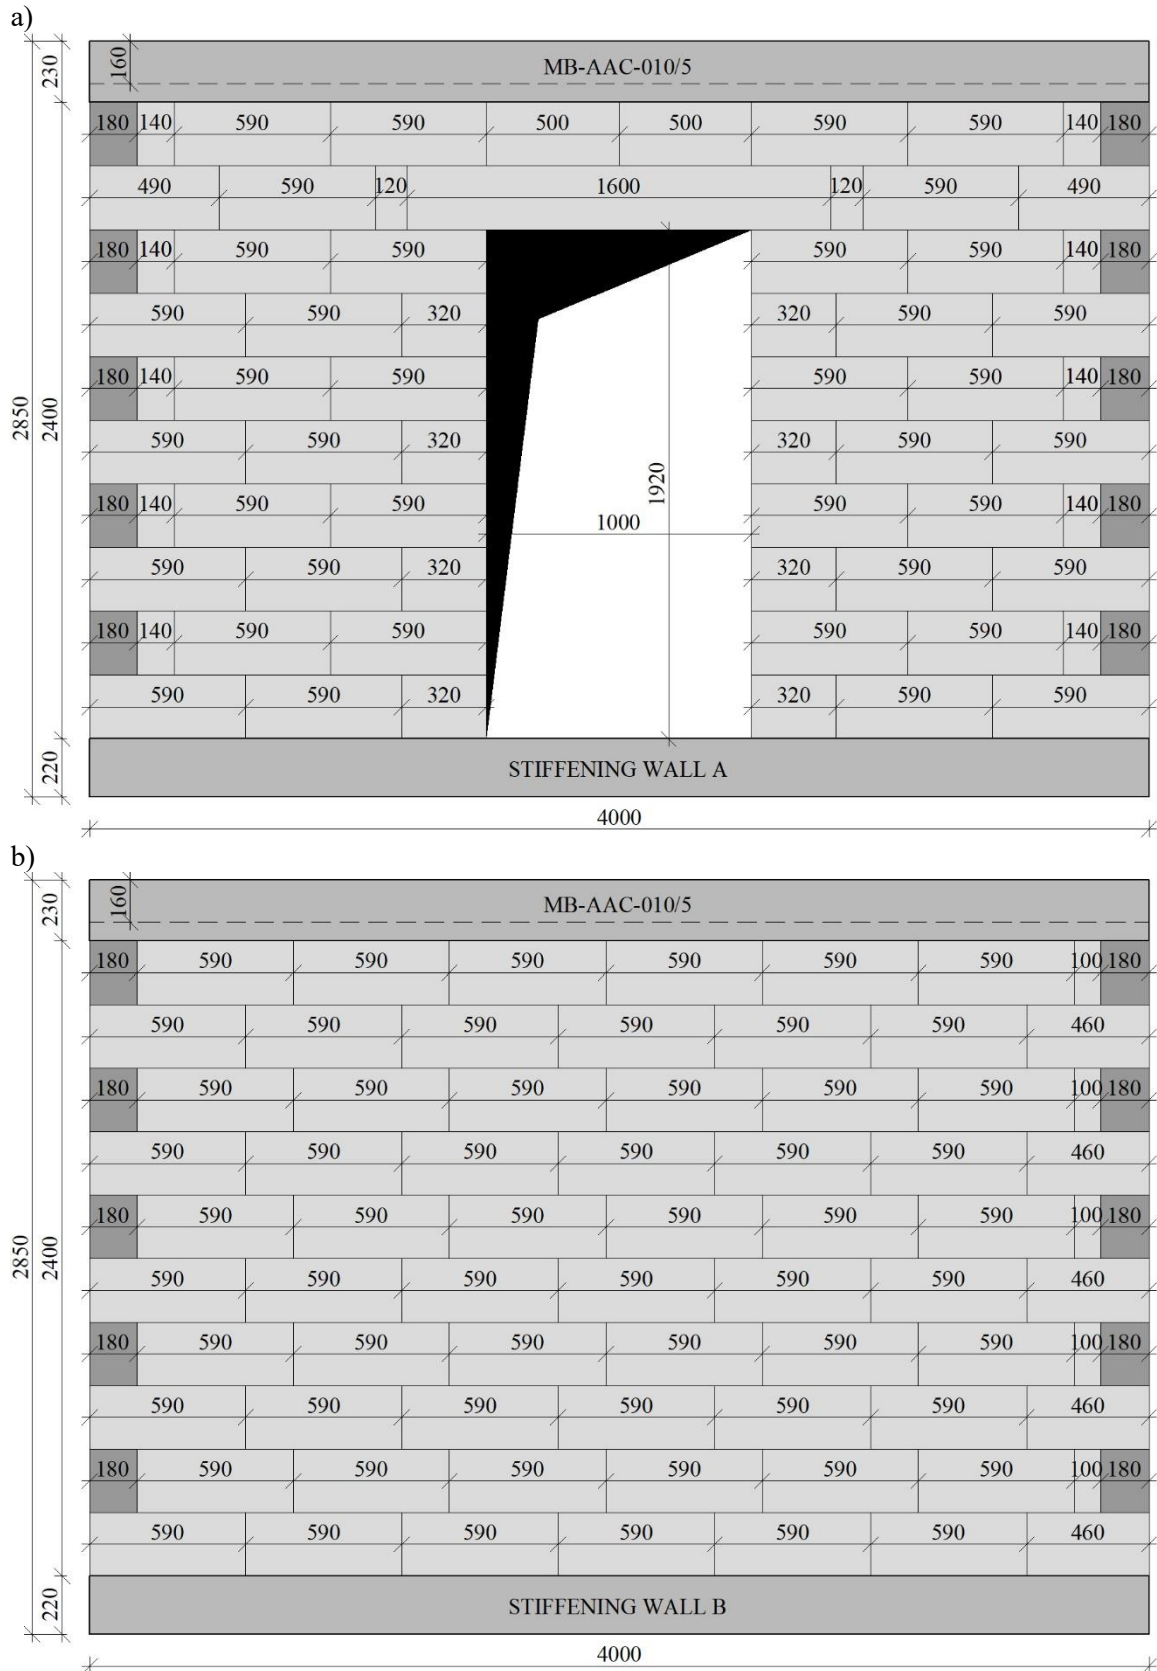 a)
230 160 MB-AAC-010/5
180 140 590 590 500 500 590 590 140 180
490 590 120 1600 120 590 490
180 140 590 590 590 590 140 180
590 590 320 320 590 590
180 140 590 590 590 590 140 180
2850 2400
590 590 320 320 590 590
1920
180 140 590 590 1000 590 590 140 180
590 590 320 320 590 590
180 140 590 590 590 590 140 180
590 590 320 320 590 590
220 STIFFENING WALL A
4000
b)
230 160 MB-AAC-010/5
180 590 590 590 590 590 590 100 180
590 590 590 590 590 590 460
180 590 590 590 590 590 590 100 180
590 590 590 590 590 590 460
180 590 590 590 590 590 590 100 180
2850 2400
590 590 590 590 590 590 460
180 590 590 590 590 590 590 100 180
590 590 590 590 590 590 460
180 590 590 590 590 590 590 100 180
590 590 590 590 590 590 460
220 STIFFENING WALL B
4000